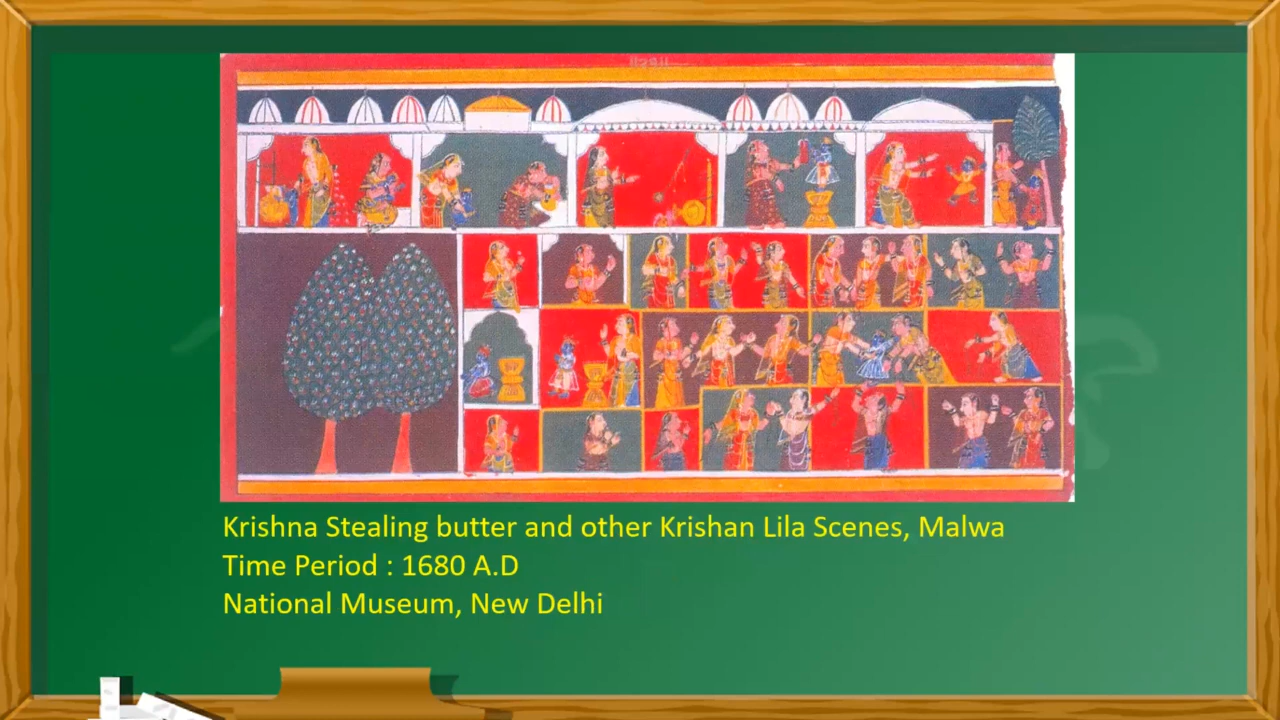 Krishna Stealing butter and other Krishan Lila Scenes, Malwa
Time Period : 1680 A.D
National Museum, New Delhi